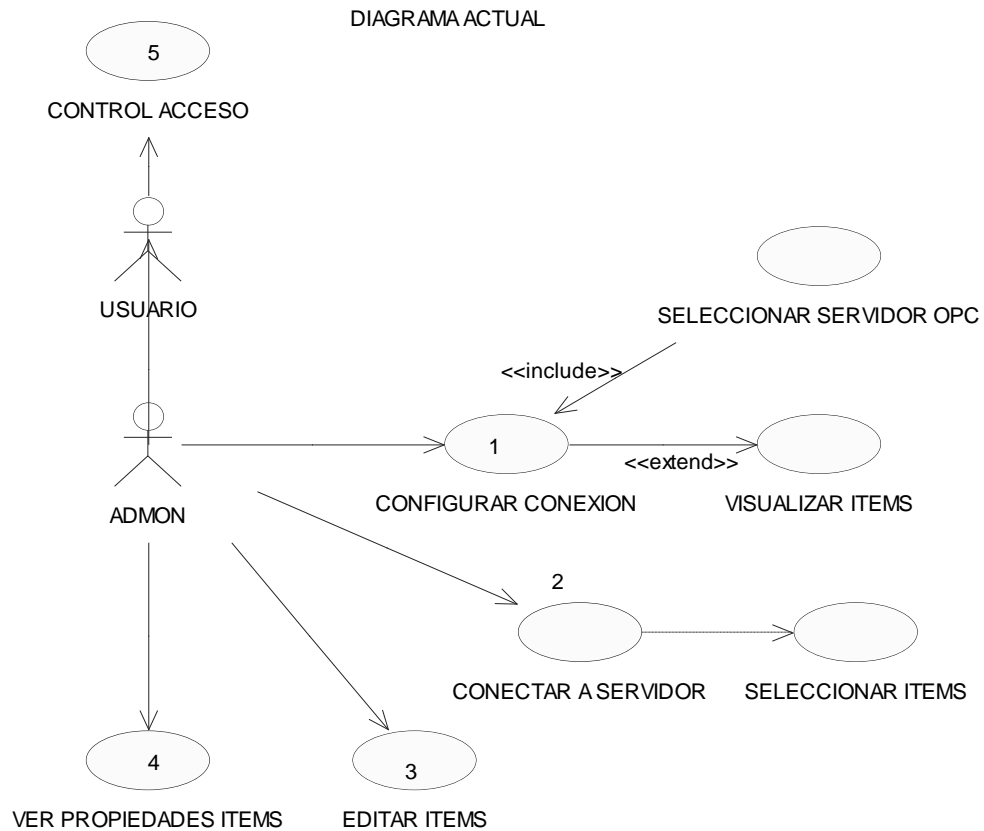 DIAGRAMA ACTUAL
5
CONTROL ACCESO
USUARIO
SELECCIONAR SERVIDOR OPC
<<include>>
1
<<extend>>
CONFIGURAR CONEXION
VISUALIZAR ITEMS
ADMON
2
CONECTAR A SERVIDOR
SELECCIONAR ITEMS
4
3
VER PROPIEDADES ITEMS
EDITAR ITEMS